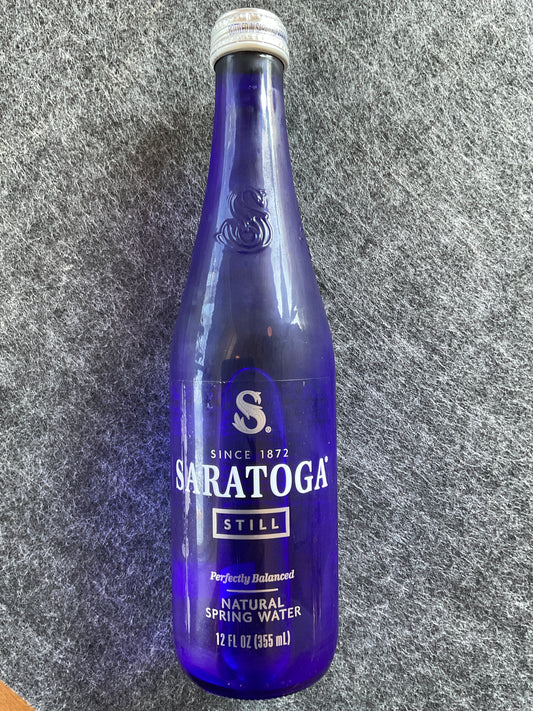 S®
SINCE 1872
SARATOGA®
STILL
Perfectly Balanced
NATURAL
SPRING WATER
12 FL OZ (355 mL)